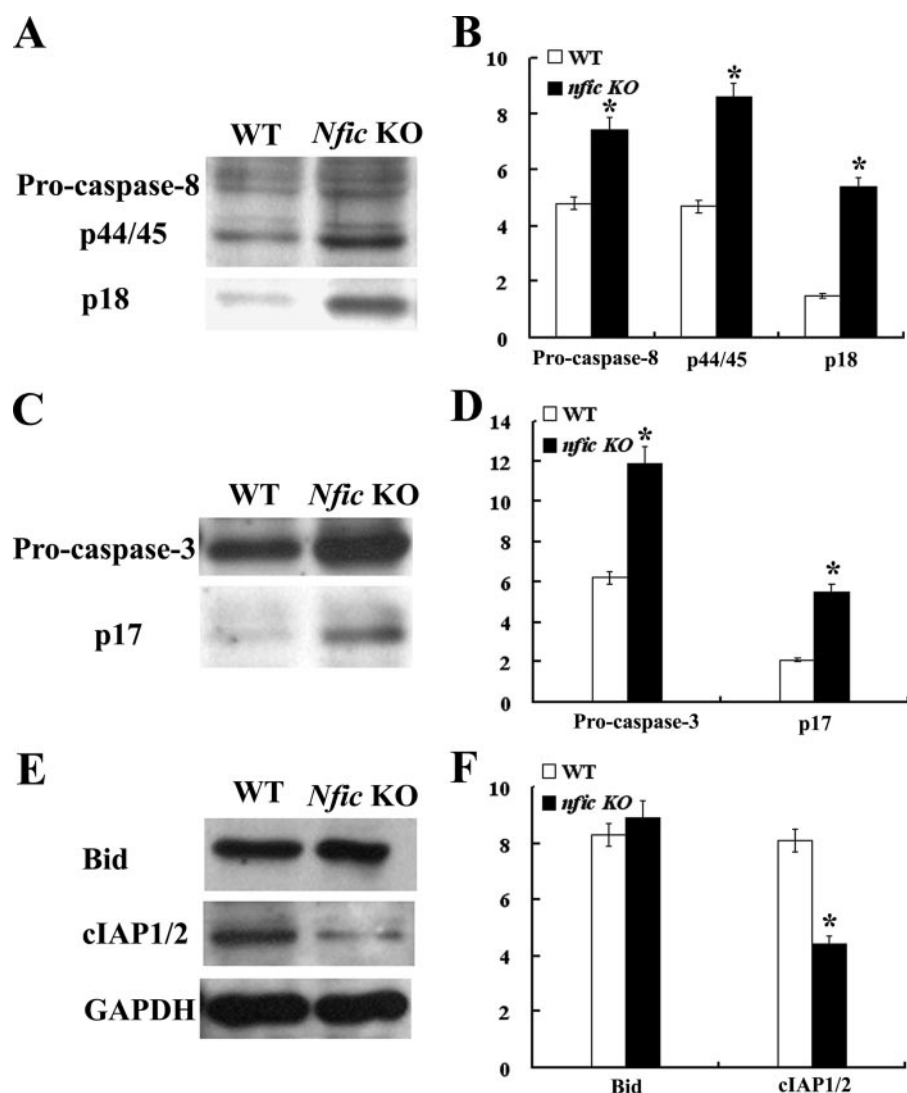 A
WT Nfic KO
Pro-caspase-8
p44/45
p18
B
WT
nfic KO
10
8
6
4
2
0
* * *
Pro-caspase-8 p44/45 p18
C
WT Nfic KO
Pro-caspase-3
p17
D
WT
nfic KO
14
12
10
8
6
4
2
0
* *
Pro-caspase-3 p17
E
WT Nfic KO
Bid
cIAP1/2
GAPDH
F
WT
nfic KO
10
8
6
4
2
0
*
Bid cIAP1/2